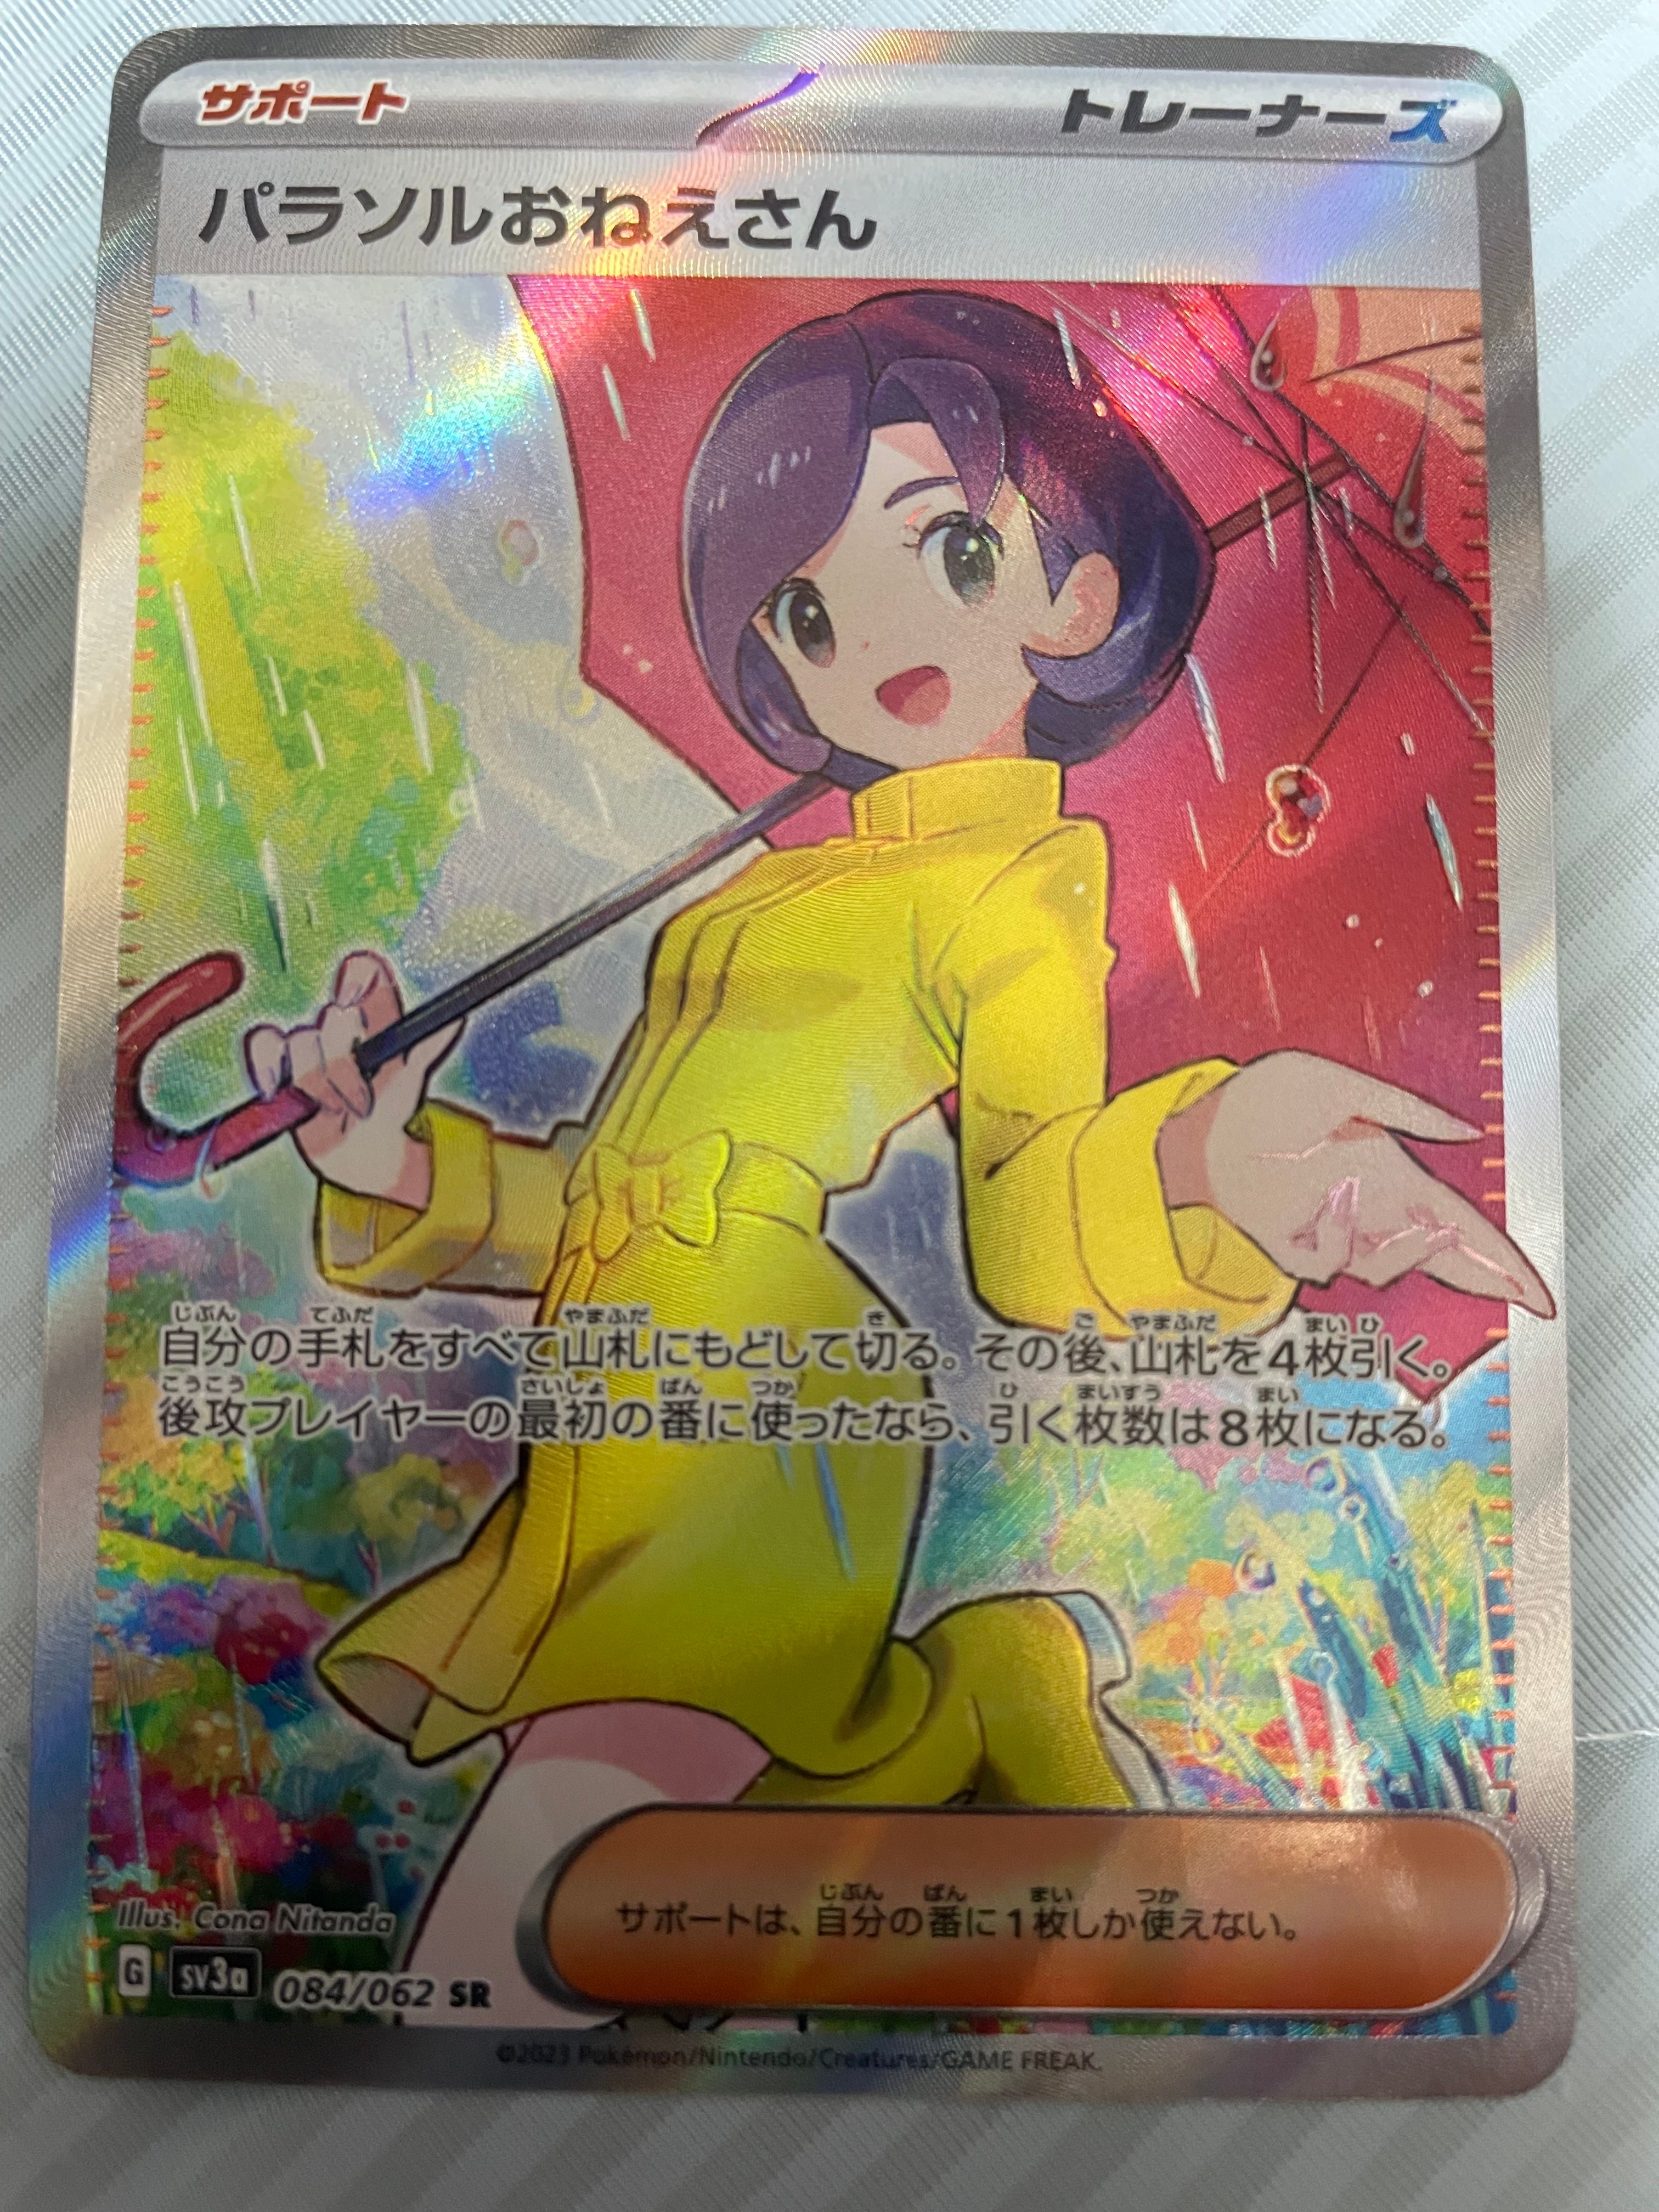 サポート
トレーナーズ
パラソルおねえさん
自分の手札をすべて山札にもどして切る。その後、山札を4枚引く。
後攻プレイヤーの最初の番に使ったなら、引く枚数は8枚になる。
サポートは、自分の番に1枚しか使えない。
Illus. Cona Nitanda
G sv3a 084/062 SR
©2023 Pokémon/Nintendo/Creatures/GAME FREAK.